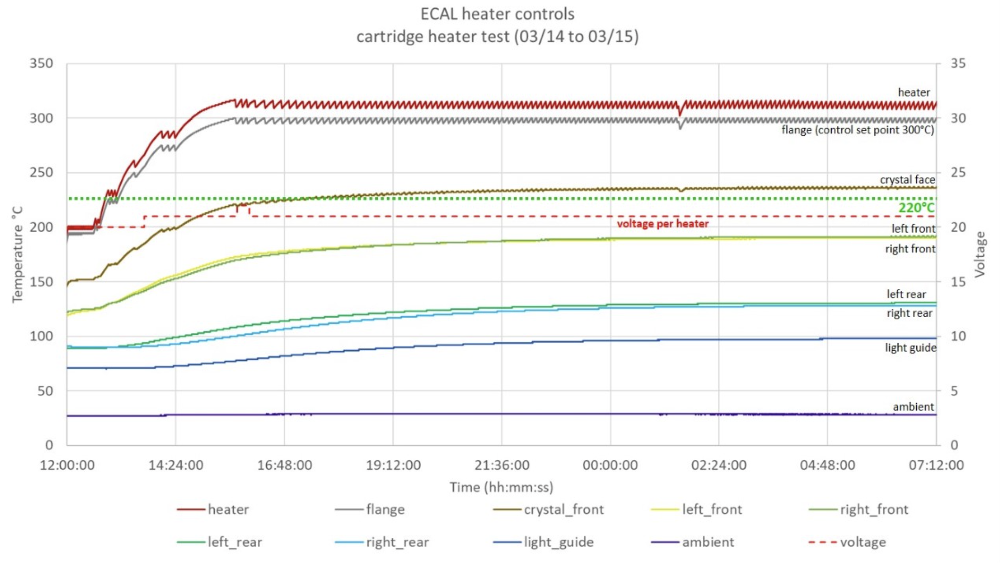 ECAL heater controls
cartridge heater test (03/14 to 03/15)
350
300
250
200
150
100
50
0
Temperature °C
35
30
25
20
15
10
5
0
Voltage
heater
flange (control set point 300°C)
crystal face
220°C
voltage per heater
left front
right front
left rear
right rear
light guide
ambient
12:00:00 14:24:00 16:48:00 19:12:00 21:36:00 00:00:00 02:24:00 04:48:00 07:12:00
Time (hh:mm:ss)
heater flange crystal_front left_front right_front
left_rear right_rear light_guide ambient voltage